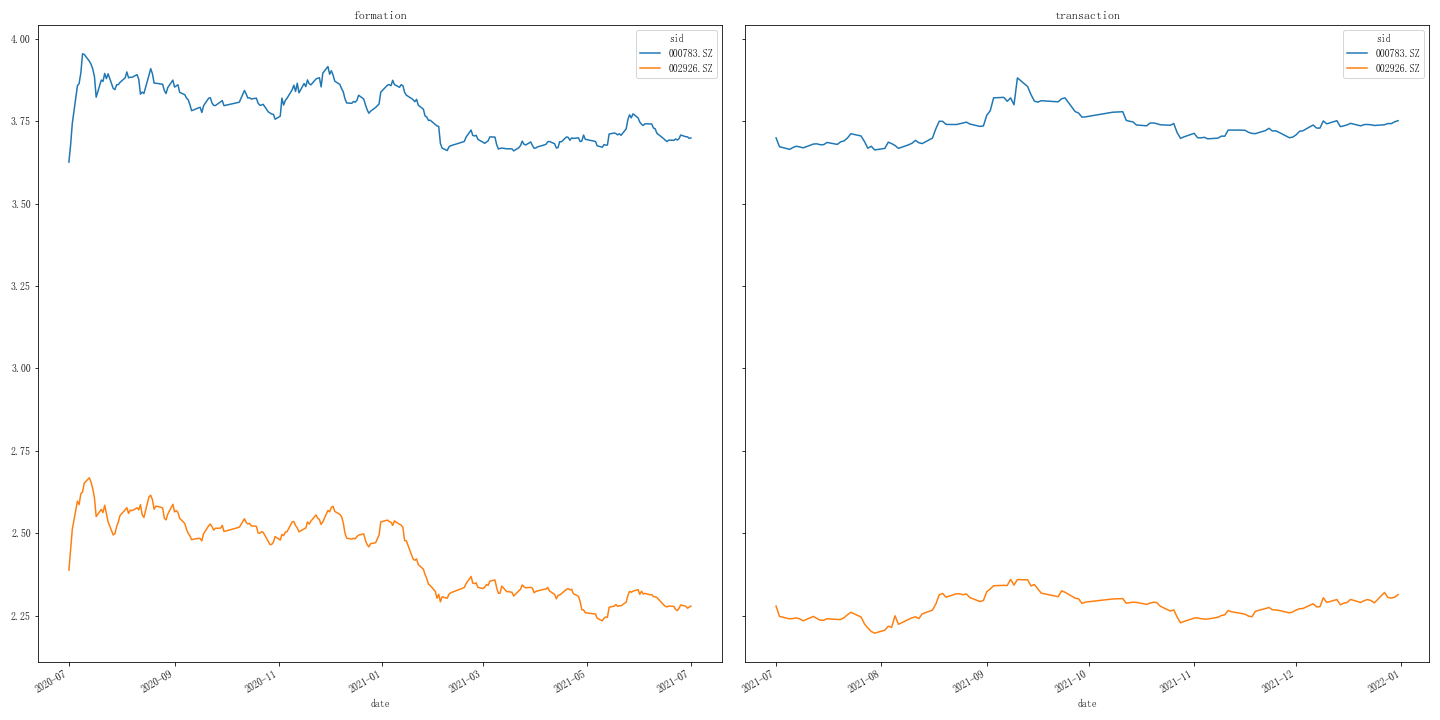 formation
4.00
3.75
3.50
3.25
3.00
2.75
2.50
2.25
2020-07
2020-09
2020-11
2021-01
2021-03
2021-05
2021-07
date
sid
000783.SZ
002926.SZ
transaction
2021-07
2021-08
2021-09
2021-10
2021-11
2021-12
2022-01
date
sid
000783.SZ
002926.SZ